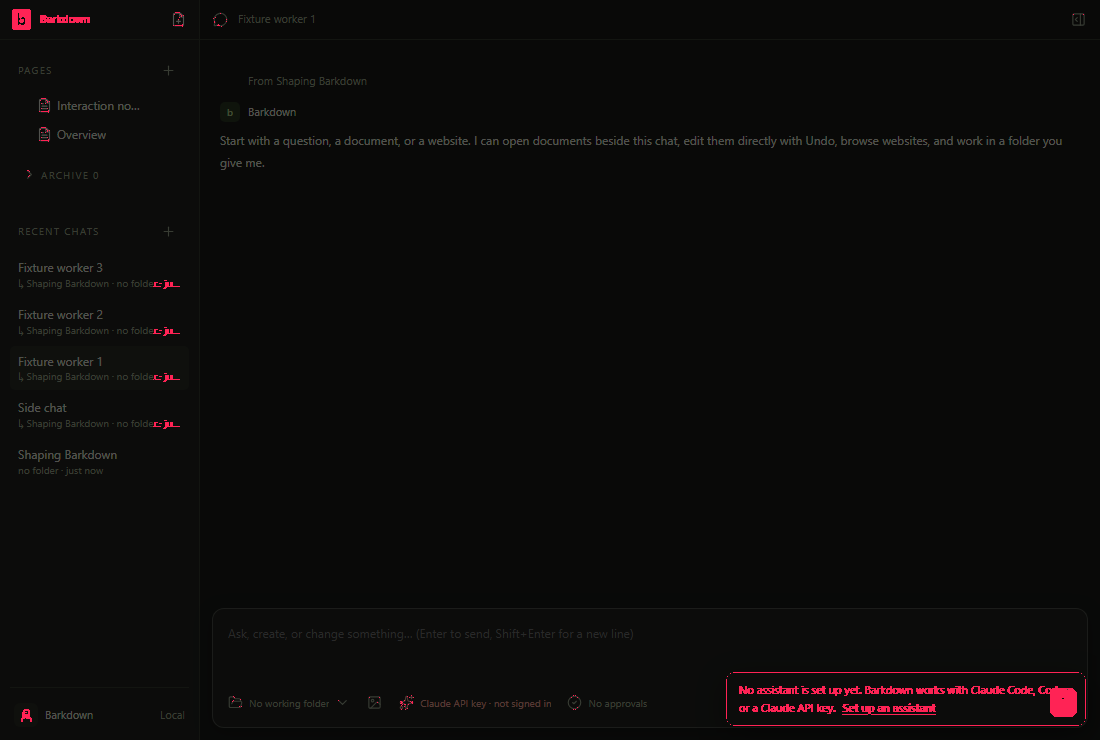 b Barkdown
Fixture worker 1
PAGES
Interaction no...
Overview
ARCHIVE 0
RECENT CHATS
Fixture worker 3
↳ Shaping Barkdown · no folder
Fixture worker 2
↳ Shaping Barkdown · no folder
Fixture worker 1
↳ Shaping Barkdown · no folder
Side chat
↳ Shaping Barkdown · no folder
Shaping Barkdown
no folder · just now
Barkdown Local
From Shaping Barkdown
b Barkdown
Start with a question, a document, or a website. I can open documents beside this chat, edit them directly with Undo, browse websites, and work in a folder you
give me.
Ask, create, or change something... (Enter to send, Shift+Enter for a new line)
No working folder
Claude API key · not signed in
No approvals
No assistant is set up yet. Barkdown works with Claude Code,
or a Claude API key. Set up an assistant